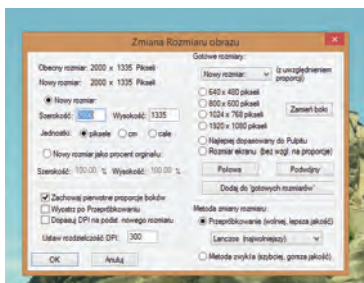 Zmiana Rozmiaru obrazu
Obecny rozmiar: 2000 x 1335 Pikseli
Nowy rozmiar: 2000 x 1335 Pikseli
Nowy rozmiar:
Szerokość: 2000 Wysokość: 1335
Jednostki: piksele cm cale
Nowy rozmiar jako procent orginału:
Szerokość: 100.00 % Wysokość: 100.00 %
Zachowaj pierwotne proporcje boków
Wyostrz po Przepróbkowaniu
Dopasuj DPI na podst. nowego rozmiaru
Ustaw rozdzielczość DPI: 300
OK Anuluj
Gotowe rozmiary:
Nowy rozmiar: (z uwzględnieniem proporcji)
640 x 480 pikseli
800 x 600 pikseli
1024 x 768 pikseli
1920 x 1080 pikseli
Zamień boki
Najlepiej dopasowany do Pulpitu
Rozmiar ekranu (bez wzgl. na proporcje)
Połowa Podwójny
Dodaj do 'gotowych rozmiarów'
Metoda zmiany rozmiaru:
Przepróbkowanie (wolniej, lepsza jakość)
Lanczos (najwolniejszy)
Metoda zwykła (szybciej, gorsza jakość)